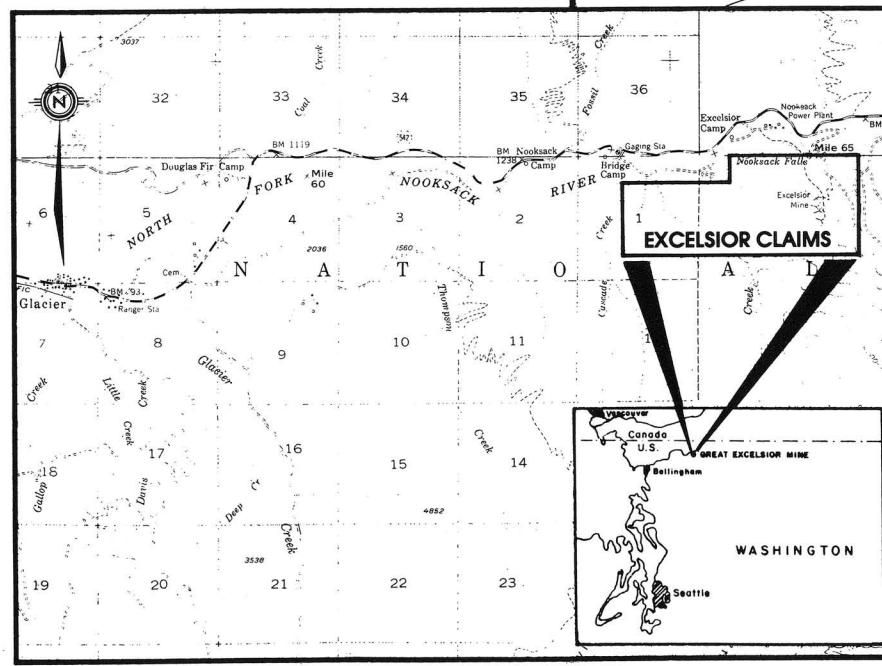 3037
Creek
Creek
31
N
32
33
34
35
36
Coal
Fossil
Nooksack
Power Plant
Excelsior
Camp
BM
BM 1119
Gaging Sta
Mile 65
Douglas Fir Camp
Mile
60
BM
1238
Nooksack
Camp
Bridge
Camp
Nooksack Falls
NORTH
FORK
NOOKSACK
RIVER
Excelsior
Mine
6
5
4
3
2
1
Creek
EXCELSIOR CLAIMS
2036
1560
Cem
N A T I O N A L
BM 93
Glacier
Ranger Sta
Thompson
Cascade
Creek
7
8
9
10
11
Glacier
Creek
Little
Creek
Creek
Creek
Vancouver
Canada
U.S.
GREAT EXCELSIOR MINE
Bellingham
18
17
16
15
14
Gallop
Davis
Deep
Creek
4852
3538
WASHINGTON
Seattle
19
20
21
22
23